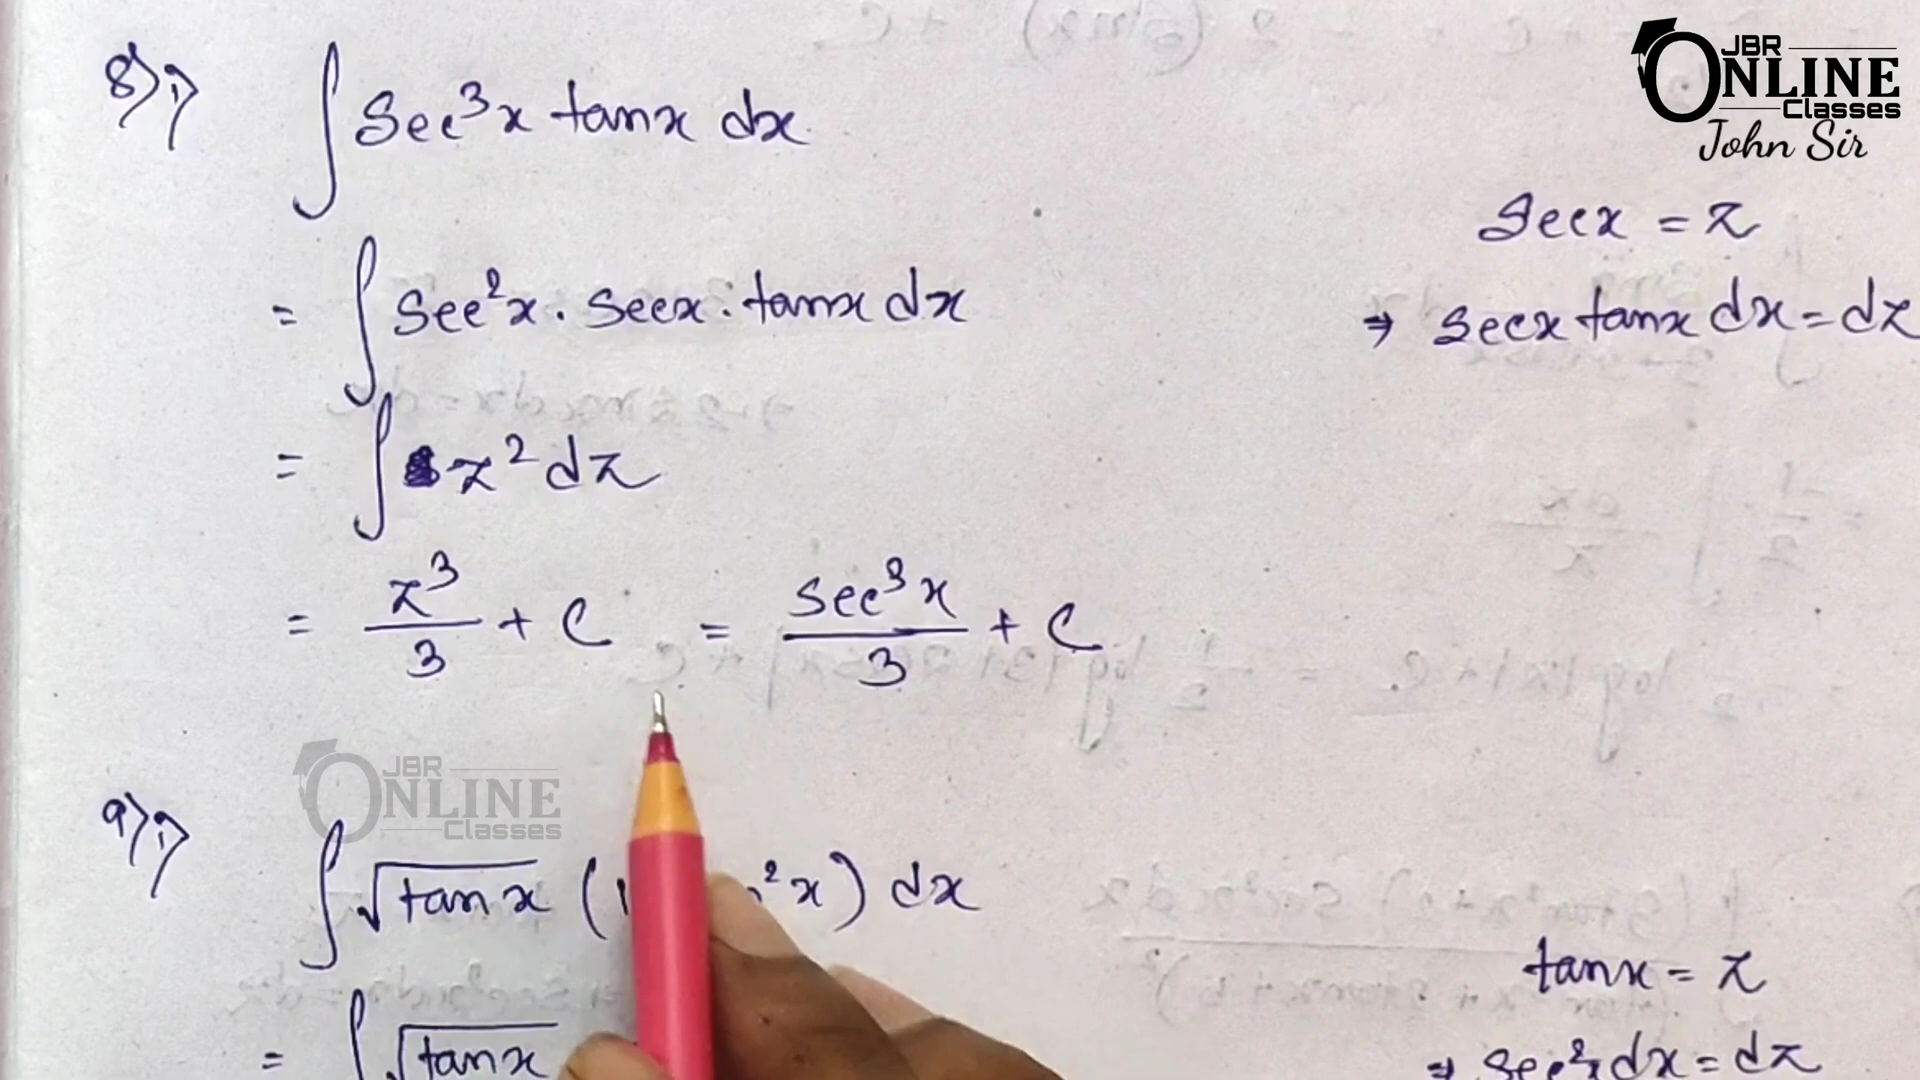 JBR
ONLINE
Classes
John Sir
8) i) ∫ Sec³x tanx dx
secx = z
= ∫ Sec²x . Secx . tanx dx
⇒ secx tanx dx = dz
= ∫ z² dz
= z³/3 + C = sec³x/3 + C
JBR
ONLINE
Classes
9) i) ∫ √tanx ( ²x) dx
tanx = z
= ∫ √tanx
⇒ sec²x dx = dz